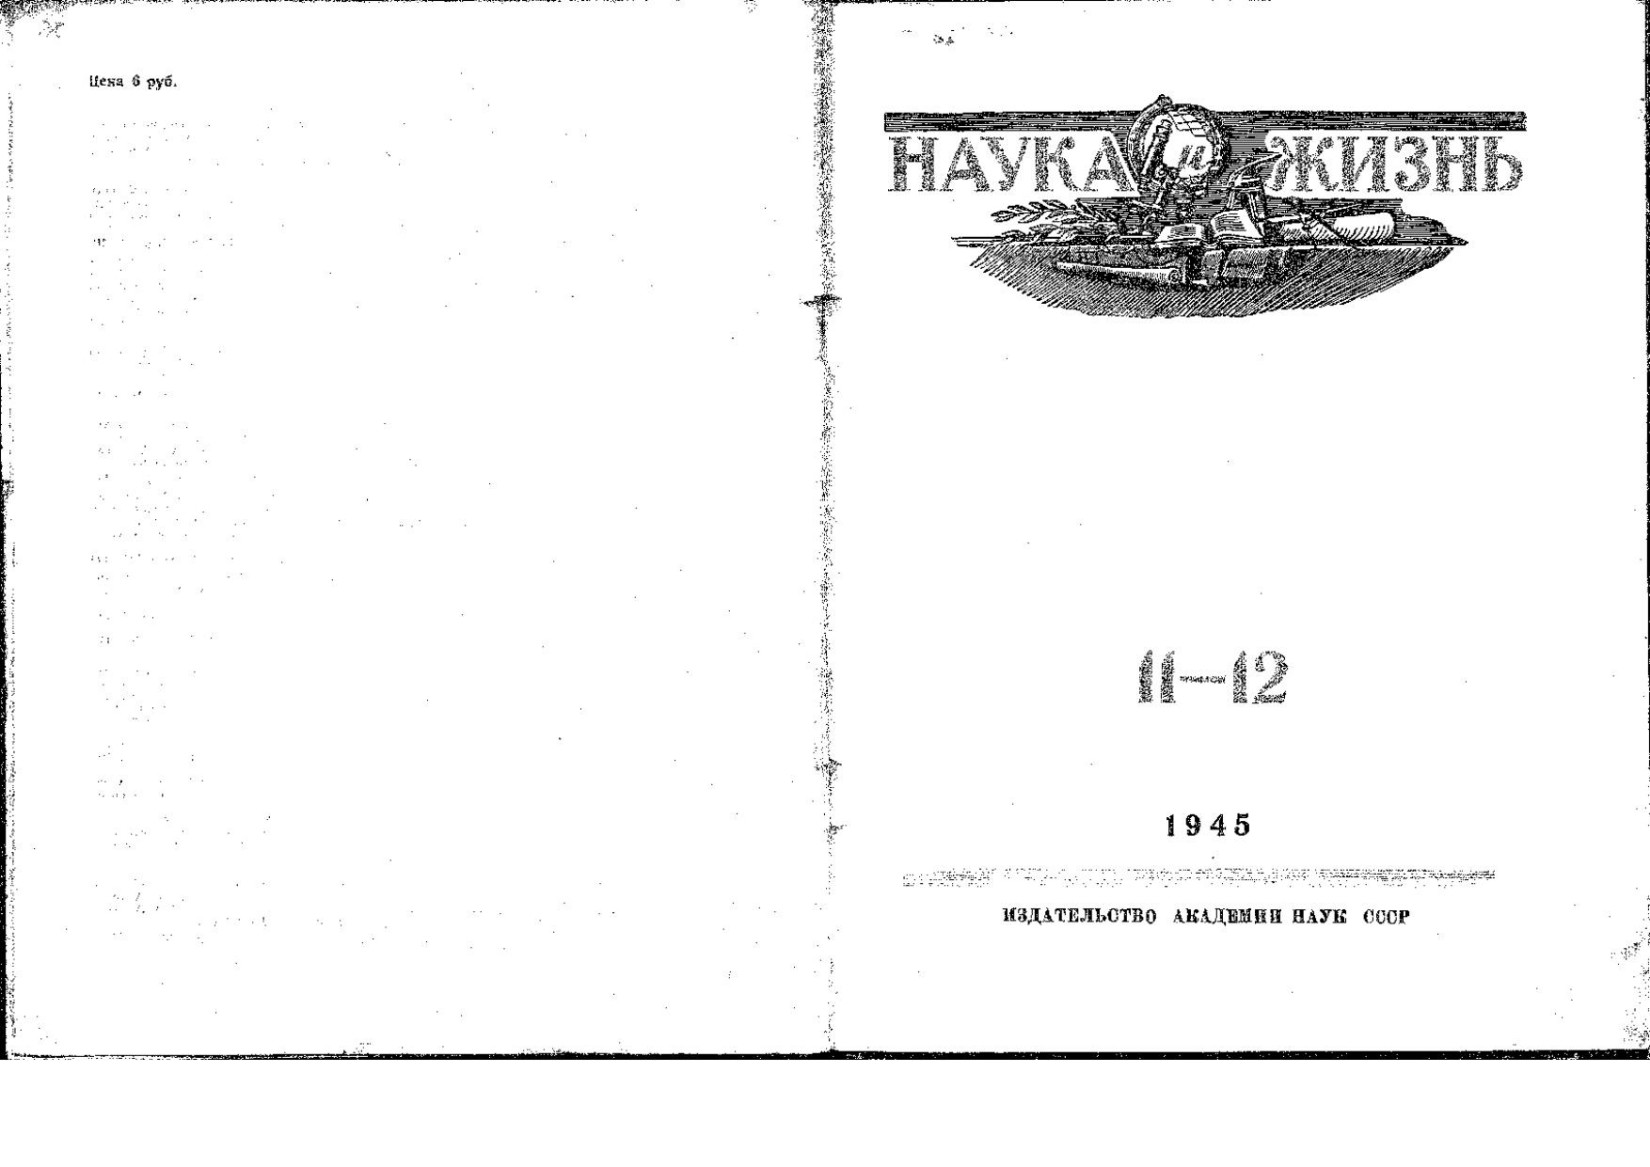 Цена 6 руб.
НАУКА и ЖИЗНЬ
11—12
1945
ИЗДАТЕЛЬСТВО АКАДЕМИИ НАУК СССР